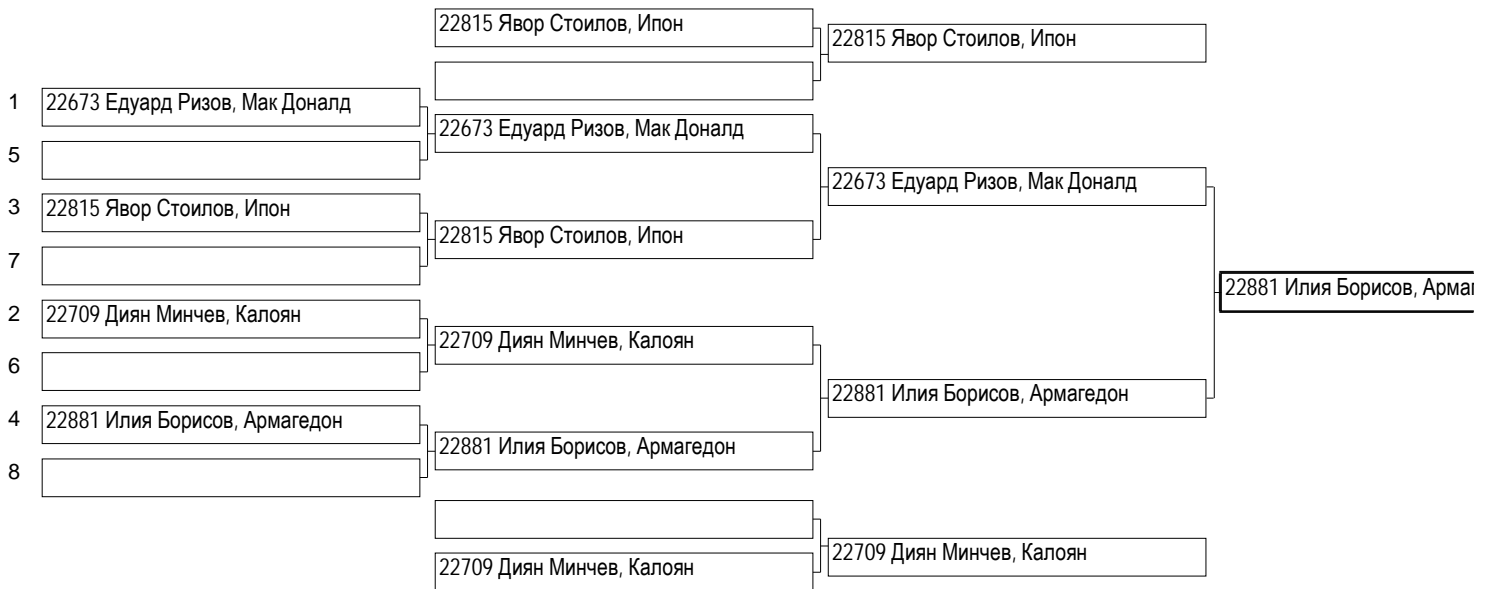 22815 Явор Стоилов, Ипон
22815 Явор Стоилов, Ипон
1 22673 Едуард Ризов, Мак Доналд
22673 Едуард Ризов, Мак Доналд
5
22673 Едуард Ризов, Мак Доналд
3 22815 Явор Стоилов, Ипон
22815 Явор Стоилов, Ипон
7
22881 Илия Борисов,
2 22709 Диян Минчев, Калоян
22709 Диян Минчев, Калоян
6
22881 Илия Борисов, Армагедон
4 22881 Илия Борисов, Армагедон
22881 Илия Борисов, Армагедон
8
22709 Диян Минчев, Калоян
22709 Диян Минчев, Калоян